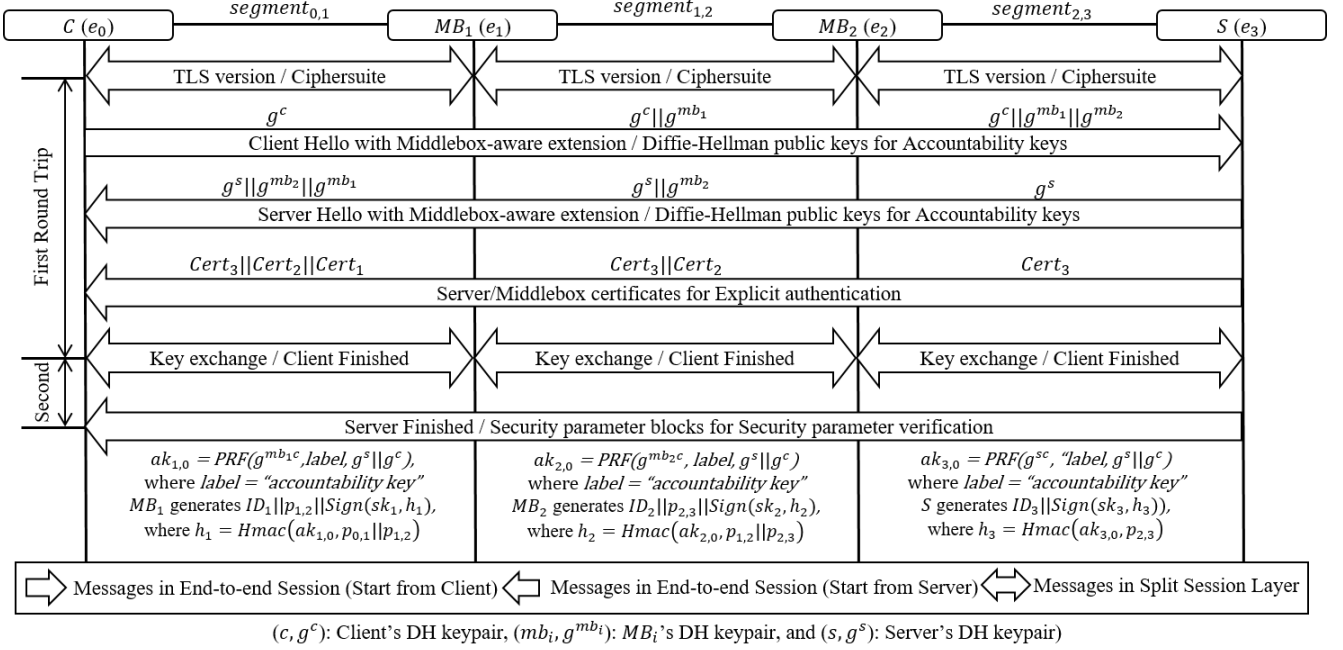 segment₀,₁ segment₁,₂ segment₂,₃
C (e₀) MB₁ (e₁) MB₂ (e₂) S (e₃)
TLS version / Ciphersuite TLS version / Ciphersuite TLS version / Ciphersuite
g^c g^c||g^{mb₁} g^c||g^{mb₁}||g^{mb₂}
Client Hello with Middlebox-aware extension / Diffie-Hellman public keys for Accountability keys
First Round Trip
g^s||g^{mb₂}||g^{mb₁} g^s||g^{mb₂} g^s
Server Hello with Middlebox-aware extension / Diffie-Hellman public keys for Accountability keys
Cert₃||Cert₂||Cert₁ Cert₃||Cert₂ Cert₃
Server/Middlebox certificates for Explicit authentication
Key exchange / Client Finished Key exchange / Client Finished Key exchange / Client Finished
Second
Server Finished / Security parameter blocks for Security parameter verification
ak₁,₀ = PRF(g^{mb₁c},label, g^s||g^c),
where label = “accountability key”
MB₁ generates ID₁||p₁,₂||Sign(sk₁, h₁),
where h₁ = Hmac(ak₁,₀, p₀,₁||p₁,₂)
ak₂,₀ = PRF(g^{mb₂c}, label, g^s||g^c)
where label = “accountability key”
MB₂ generates ID₂||p₂,₃||Sign(sk₂, h₂),
where h₂ = Hmac(ak₂,₀, p₁,₂||p₂,₃)
ak₃,₀ = PRF(g^{sc}, “label, g^s||g^c)
where label = “accountability key”
S generates ID₃||Sign(sk₃, h₃)),
where h₃ = Hmac(ak₃,₀, p₂,₃)
Messages in End-to-end Session (Start from Client) Messages in End-to-end Session (Start from Server) Messages in Split Session Layer
(c, g^c): Client’s DH keypair, (mb_i, g^{mb_i}): MB_i’s DH keypair, and (s, g^s): Server’s DH keypair)